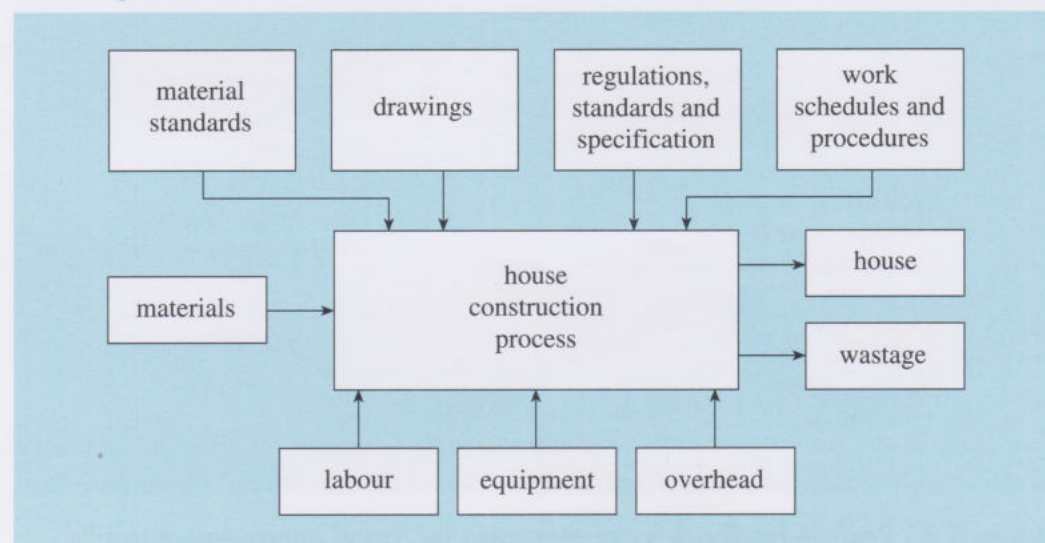 material
standards
drawings
regulations,
standards and
specification
work
schedules and
procedures
house
construction
process
house
materials
wastage
labour
equipment
overhead